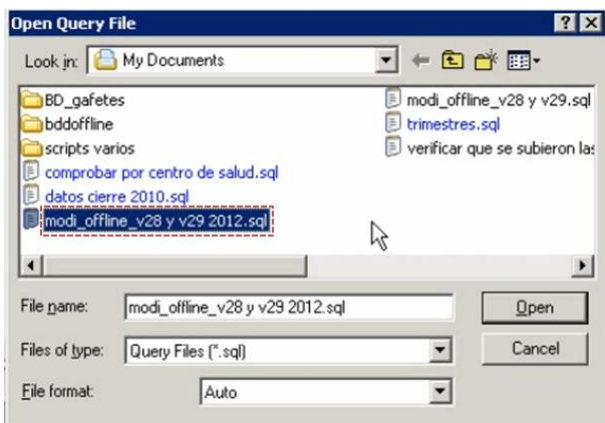 Open Query File
Look in: My Documents
BD_gafetes
bddoffline
scripts varios
comprobar por centro de salud.sql
datos cierre 2010.sql
modi_offline_v28 y v29 2012.sql
modi_offline_v28 y v29.sql
trimestres.sql
verificar que se subieron las
File name: modi_offline_v28 y v29 2012.sql Open
Files of type: Query Files (*.sql) Cancel
File format: Auto